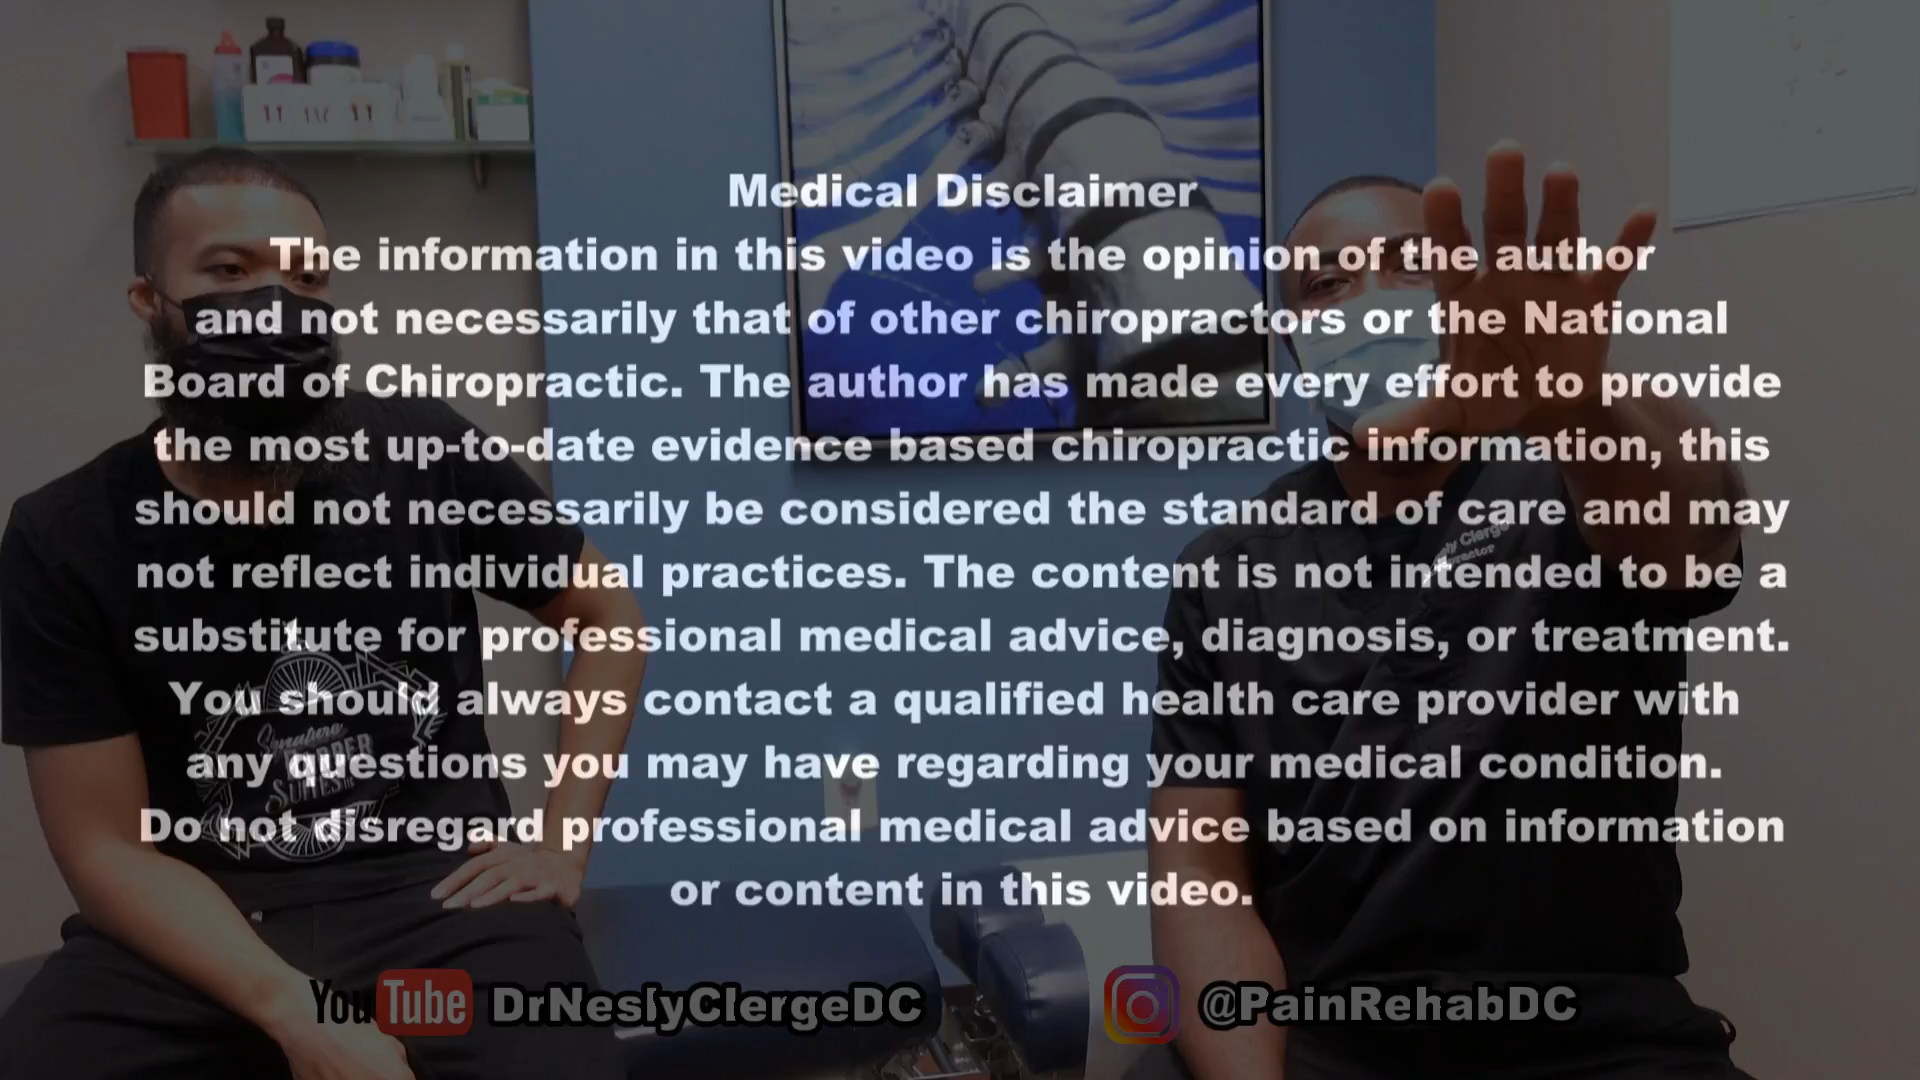 Medical Disclaimer
The information in this video is the opinion of the author
and not necessarily that of other chiropractors or the National
Board of Chiropractic. The author has made every effort to provide
the most up-to-date evidence based chiropractic information, this
should not necessarily be considered the standard of care and may
not reflect individual practices. The content is not intended to be a
substitute for professional medical advice, diagnosis, or treatment.
You should always contact a qualified health care provider with
any questions you may have regarding your medical condition.
Do not disregard professional medical advice based on information
or content in this video.
YouTube DrNeslyClergeDC
@PainRehabDC
Clerge
Signature